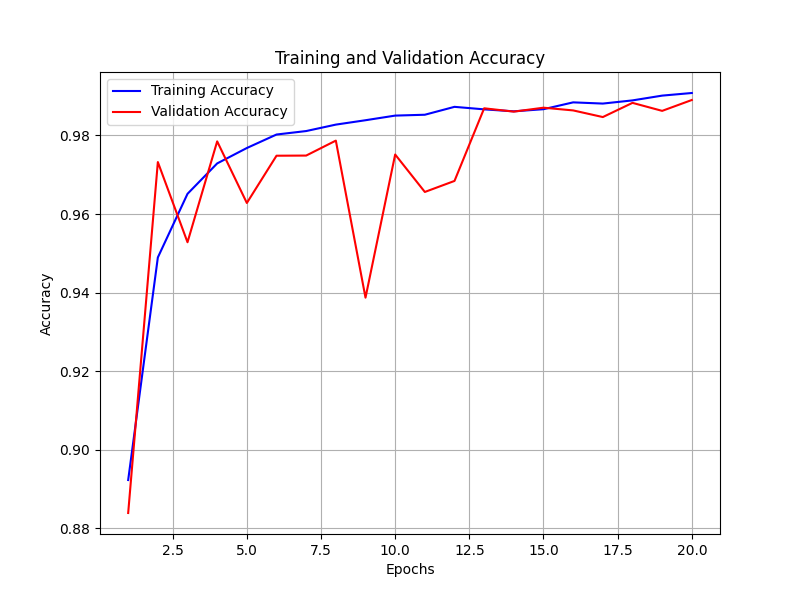 Training and Validation Accuracy
Training Accuracy
Validation Accuracy
0.98
0.96
0.94
0.92
0.90
0.88
Accuracy
2.5 5.0 7.5 10.0 12.5 15.0 17.5 20.0
Epochs